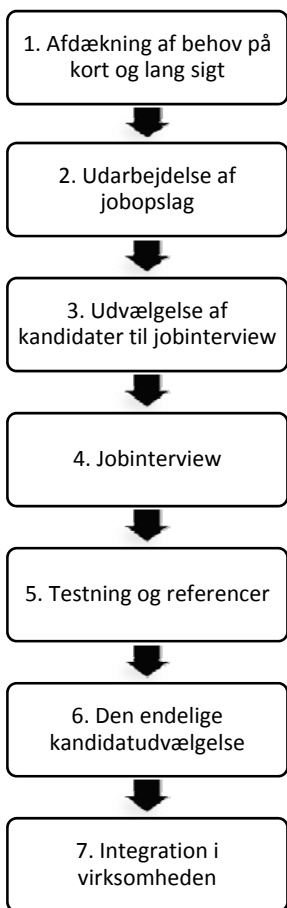 1. Afdækning af behov på
kort og lang sigt
2. Udarbejdelse af
jobopslag
3. Udvælgelse af
kandidater til jobinterview
4. Jobinterview
5. Testning og referencer
6. Den endelige
kandidatudvælgelse
7. Integration i
virksomheden